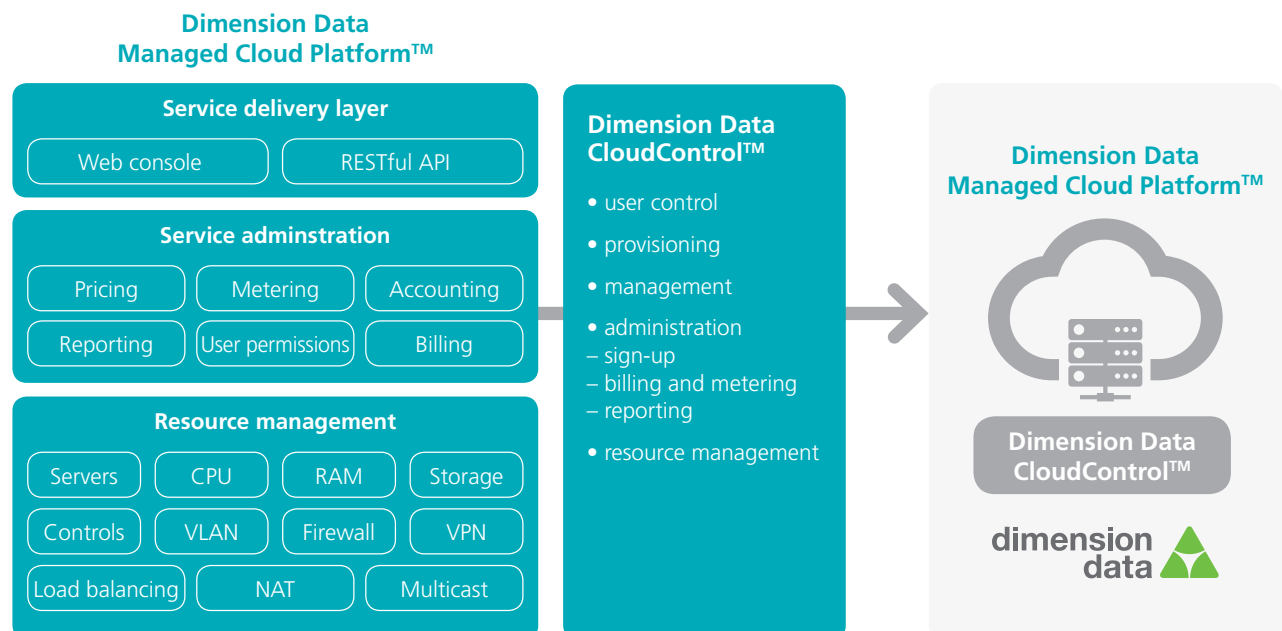 Dimension Data
Managed Cloud Platform™
Service delivery layer
Web console
RESTful API
Service adminstration
Pricing
Metering
Accounting
Reporting
User permissions
Billing
Resource management
Servers
CPU
RAM
Storage
Controls
VLAN
Firewall
VPN
Load balancing
NAT
Multicast
Dimension Data
CloudControl™
• user control
• provisioning
• management
• administration
– sign-up
– billing and metering
– reporting
• resource management
Dimension Data
Managed Cloud Platform™
Dimension Data
CloudControl™
dimension
data